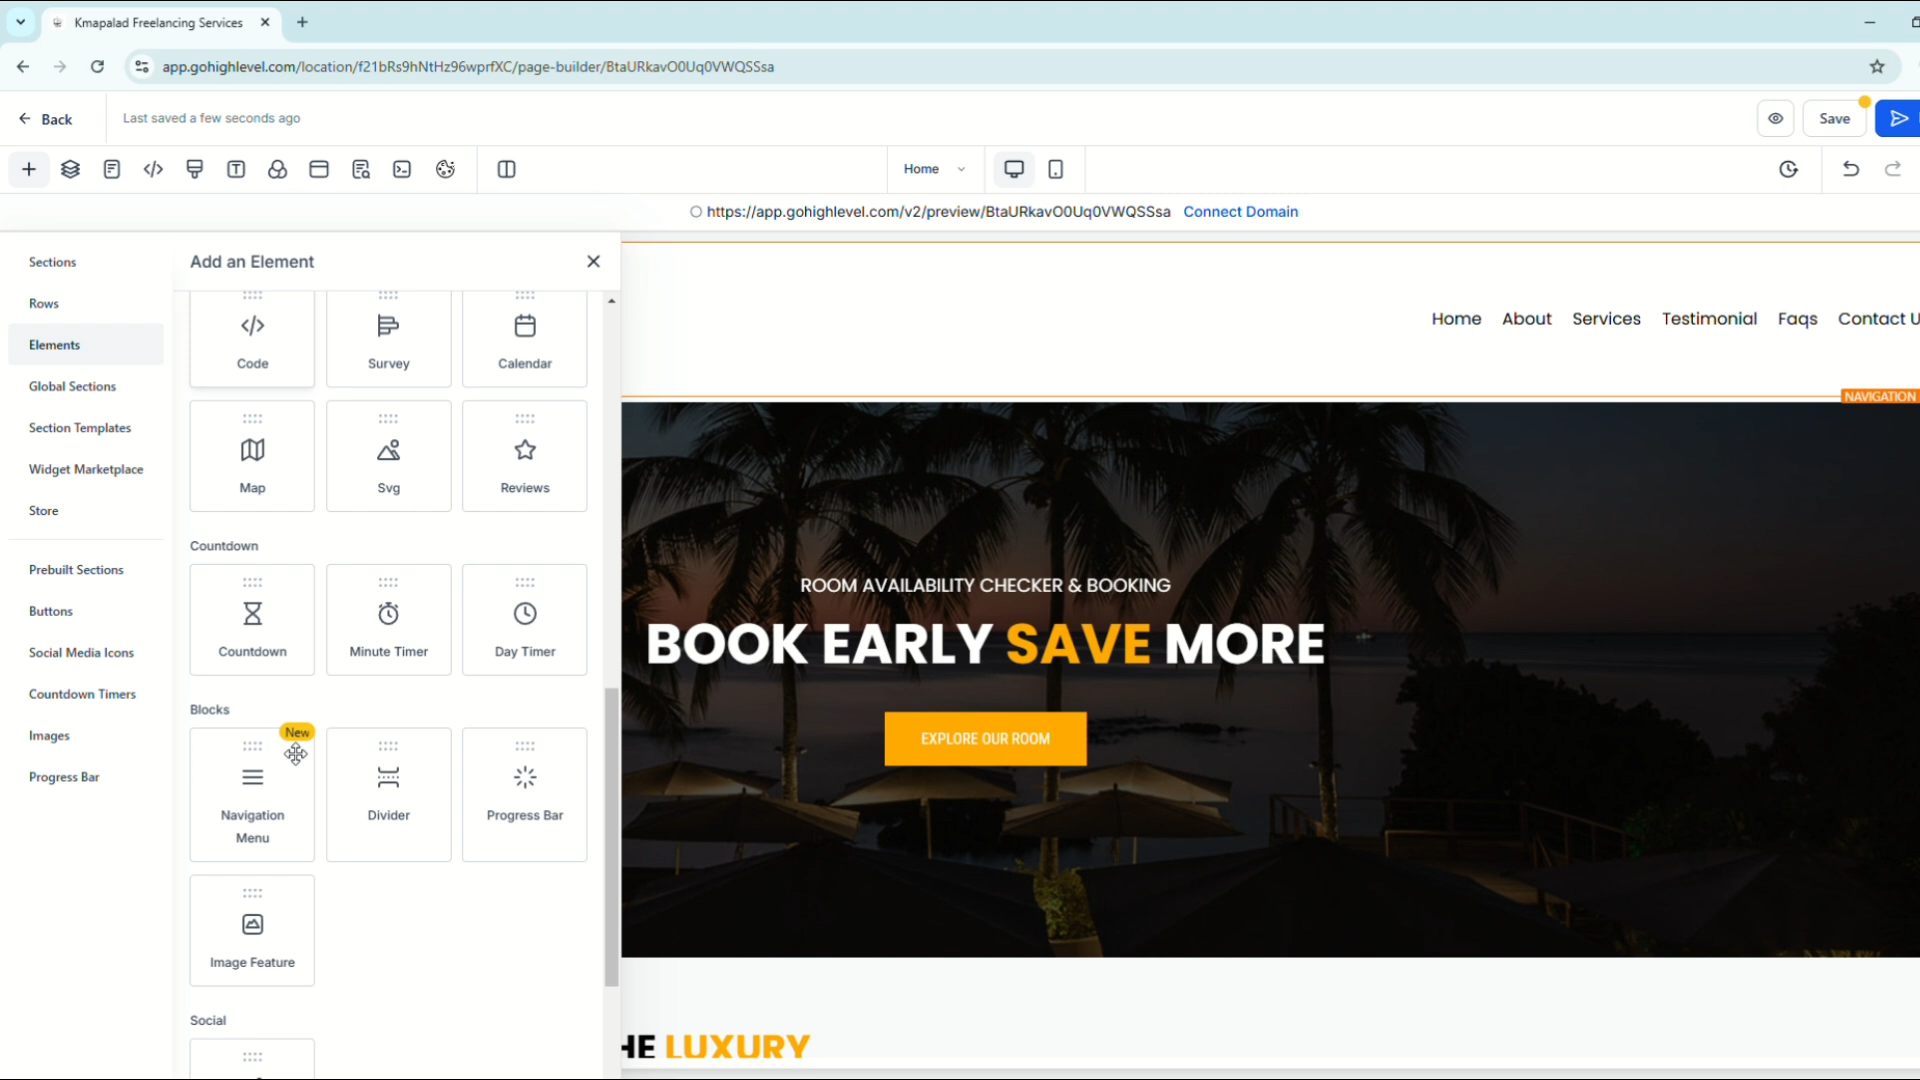 Kmapalad Freelancing Services
app.gohighlevel.com/location/f21bRs9hNtHz96wprfXC/page-builder/BtaURkavO0Uq0VWQSSsa
Back
Last saved a few seconds ago
Save
Home
https://app.gohighlevel.com/v2/preview/BtaURkavO0Uq0VWQSSsa Connect Domain
Sections
Rows
Elements
Global Sections
Section Templates
Widget Marketplace
Store
Prebuilt Sections
Buttons
Social Media Icons
Countdown Timers
Images
Progress Bar
Add an Element
Code
Survey
Calendar
Map
Svg
Reviews
Countdown
Countdown
Minute Timer
Day Timer
Blocks
New
Navigation
Menu
Divider
Progress Bar
Image Feature
Social
Home About Services Testimonial Faqs Contact U
NAVIGATION
ROOM AVAILABILITY CHECKER & BOOKING
BOOK EARLY SAVE MORE
EXPLORE OUR ROOM
HE LUXURY